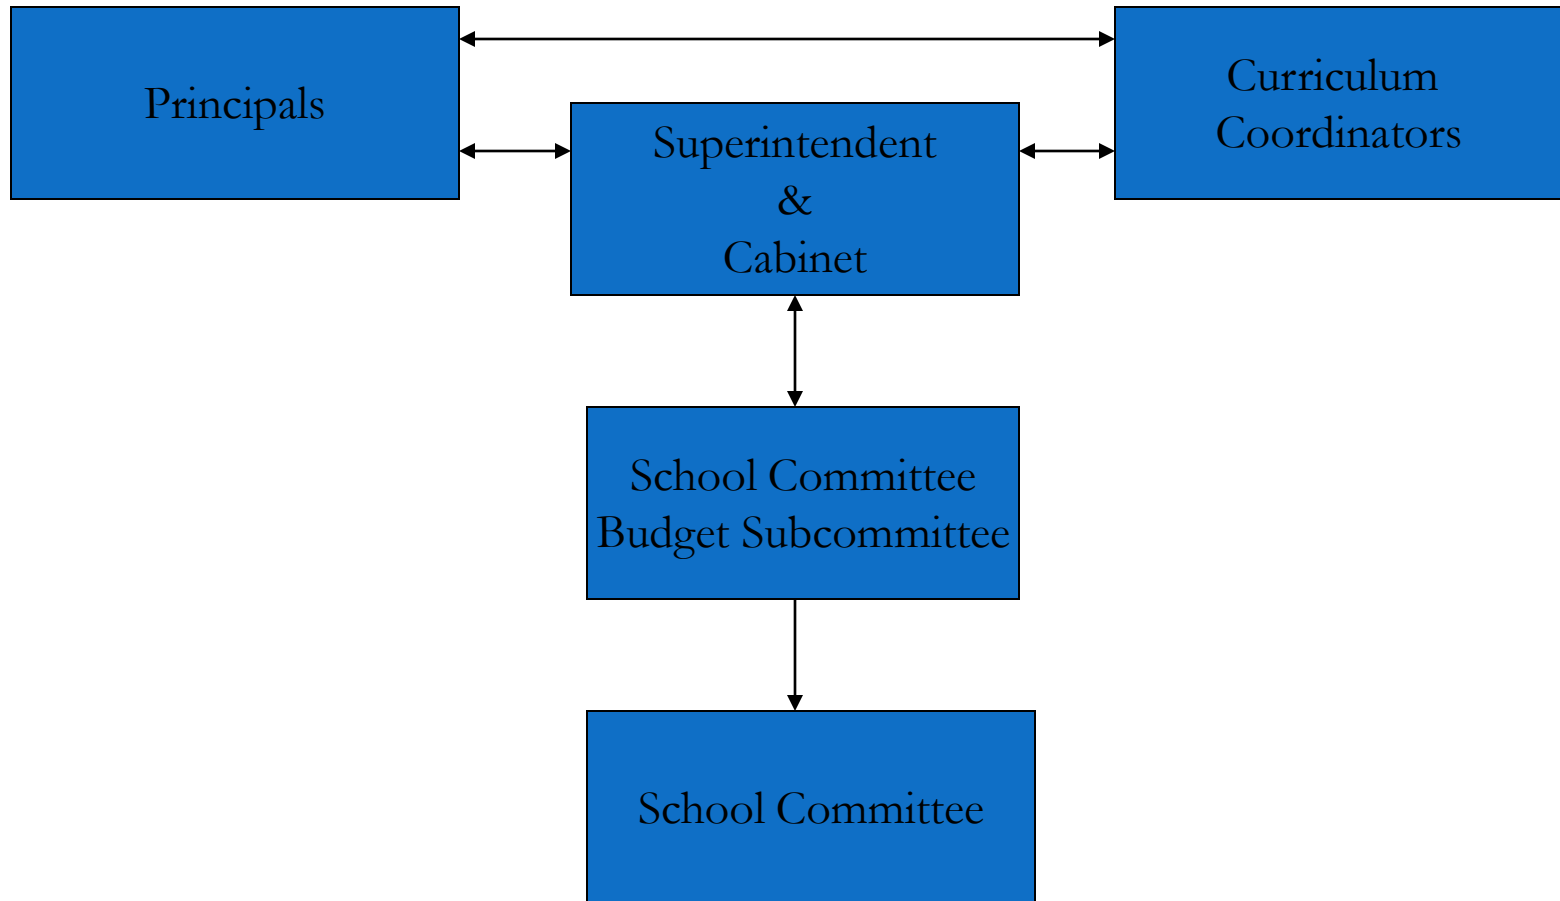 Principals
Curriculum
Coordinators
Superintendent
&
Cabinet
School Committee
Budget Subcommittee
School Committee